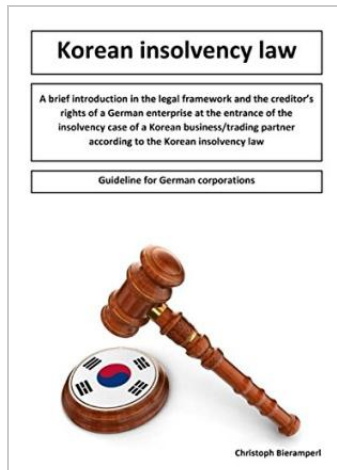 Korean insolvency law
A brief introduction in the legal framework and the creditor's
rights of a German enterprise at the entrance of the
insolvency case of a Korean business/trading partner
according to the Korean insolvency law
Guideline for German corporations
Christoph Bieramperl